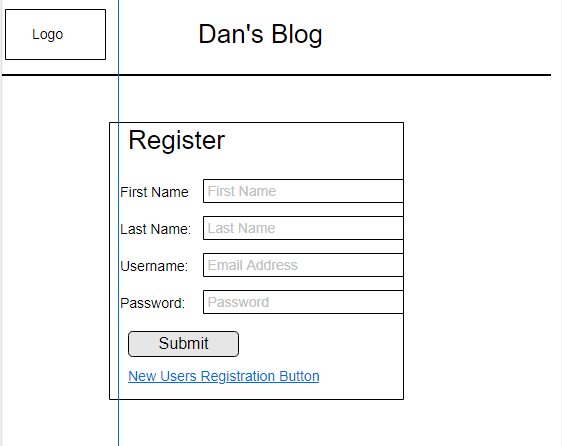 Logo
Dan's Blog
Register
First Name First Name
Last Name: Last Name
Username: Email Address
Password: Password
Submit
New Users Registration Button